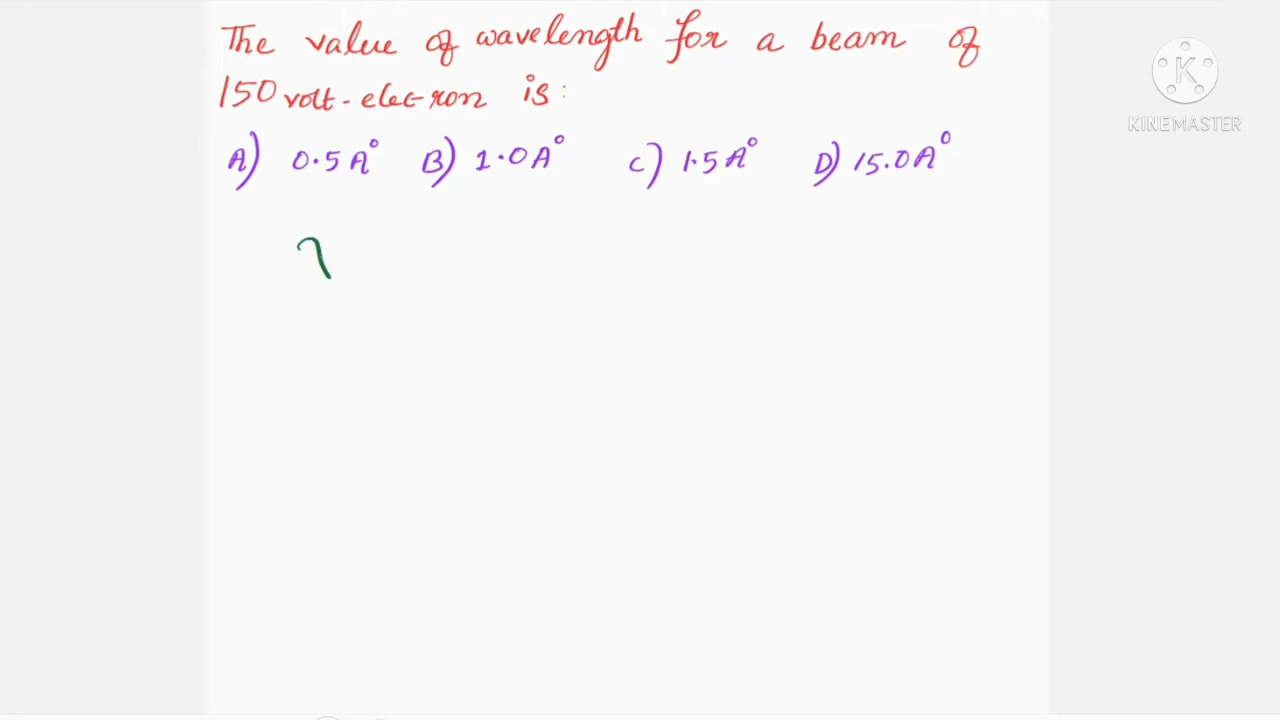 The value of wavelength for a beam of
150 volt-electron is:
A) 0.5 A° B) 1.0 A° C) 1.5 A° D) 15.0 A°
K
KINEMASTER